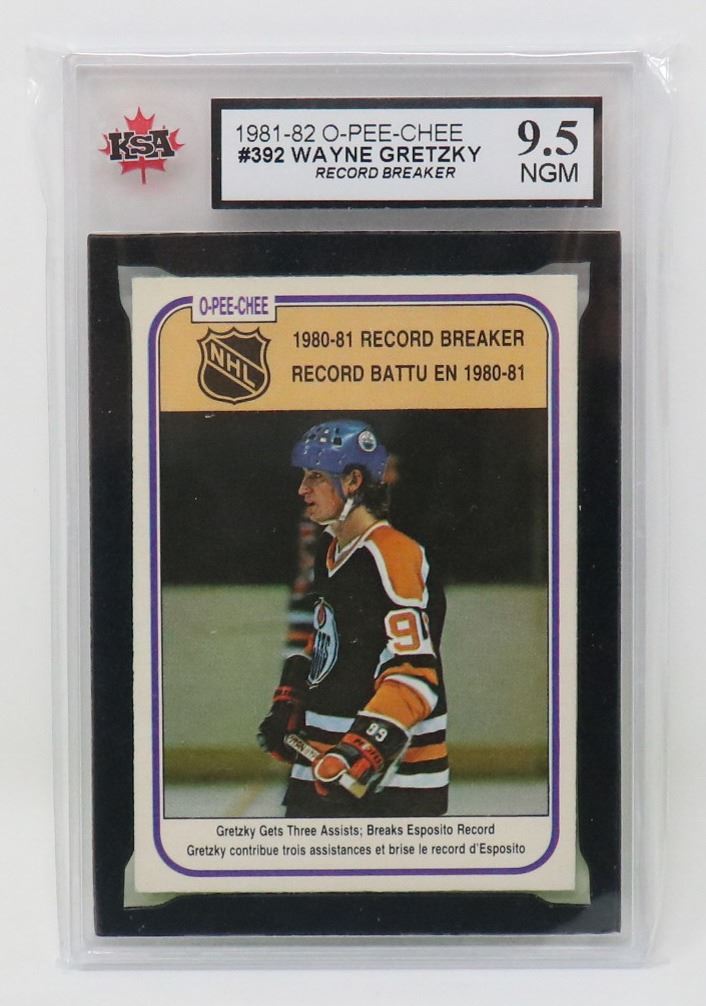 KSA
1981-82 O-PEE-CHEE
#392 WAYNE GRETZKY
RECORD BREAKER
9.5
NGM
O-PEE-CHEE
NHL
1980-81 RECORD BREAKER
RECORD BATTU EN 1980-81
9
99
Gretzky Gets Three Assists; Breaks Esposito Record
Gretzky contribue trois assistances et brise le record d'Esposito